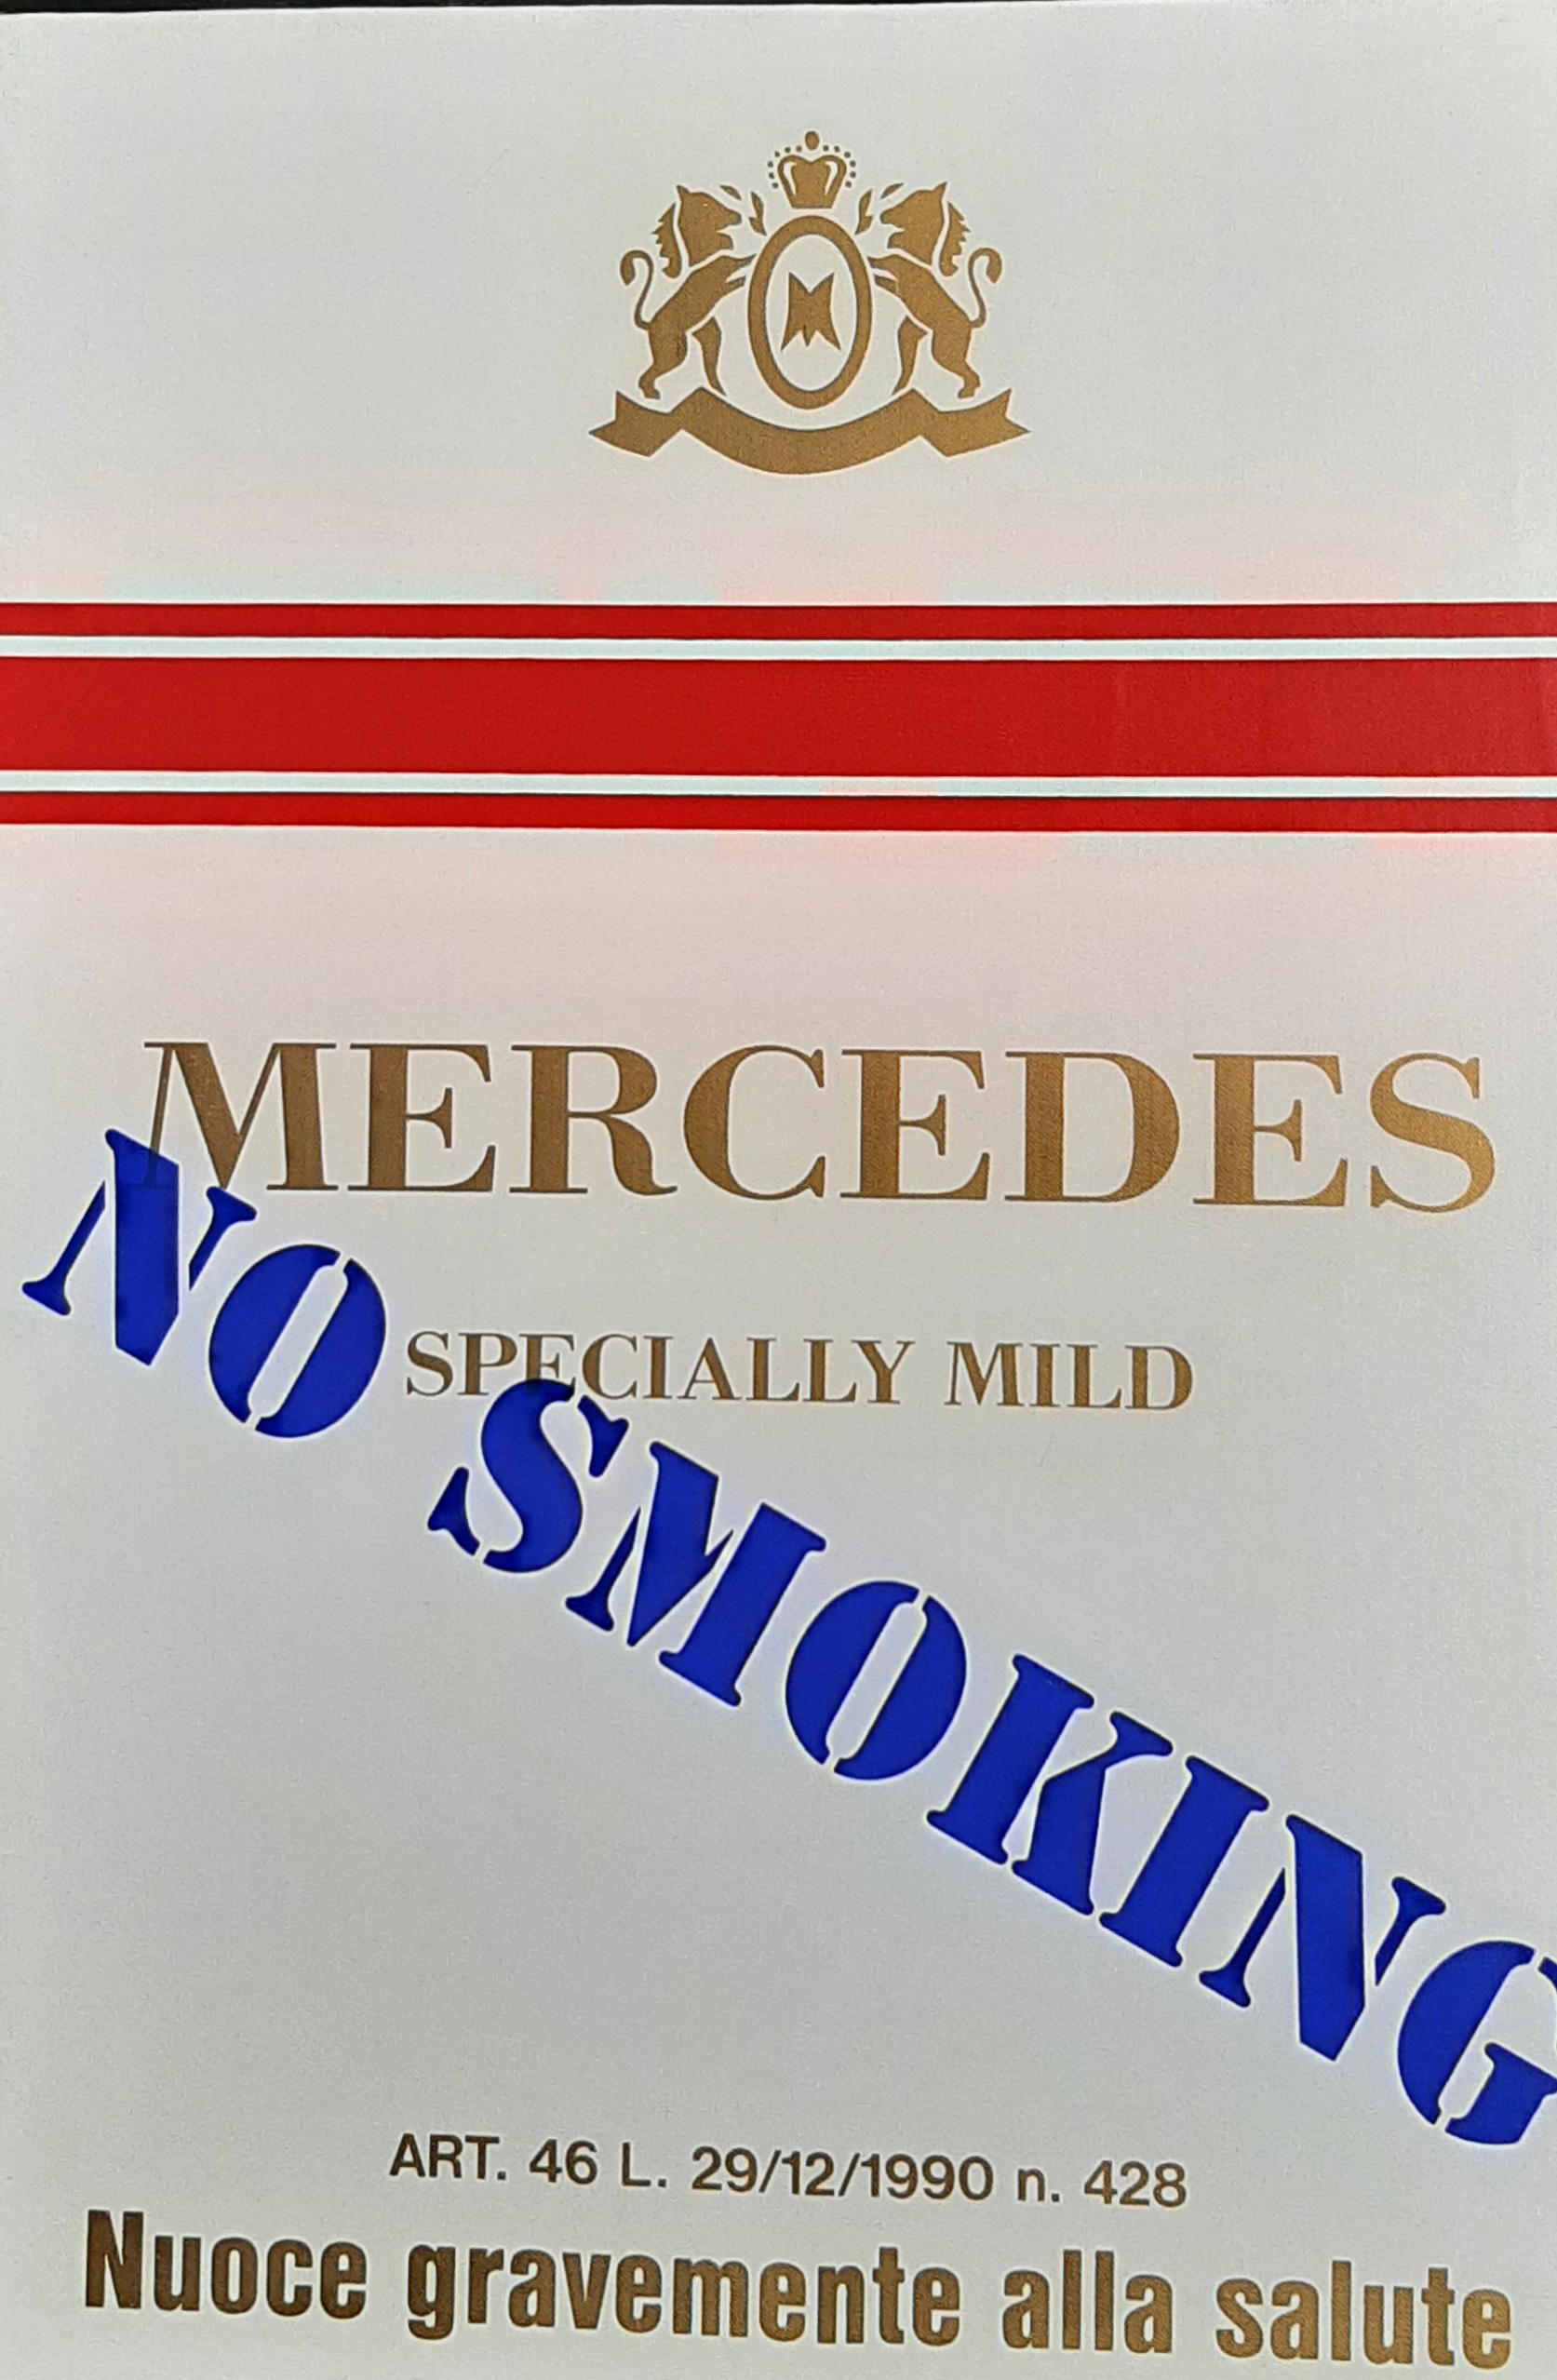 M
MERCEDES
SPECIALLY MILD
NO SMOKING
ART. 46 L. 29/12/1990 n. 428
Nuoce gravemente alla salute